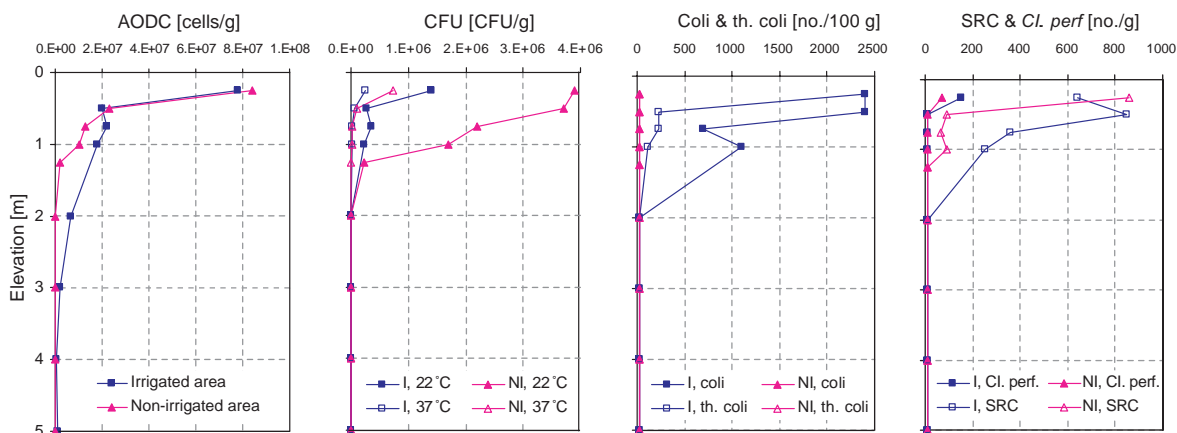 AODC [cells/g]
0.E+00 2.E+07 4.E+07 6.E+07 8.E+07 1.E+08
CFU [CFU/g]
0.E+00 1.E+06 2.E+06 3.E+06 4.E+06
Coli & th. coli [no./100 g]
0 500 1000 1500 2000 2500
SRC & Cl. perf [no./g]
0 200 400 600 800 1000
Elevation [m]
0
1
2
3
4
5
Irrigated area
Non-irrigated area
I, 22˚C NI, 22˚C
I, 37˚C NI, 37˚C
I, coli NI, coli
I, th. coli NI, th. coli
I, Cl. perf. NI, Cl. perf.
I, SRC NI, SRC